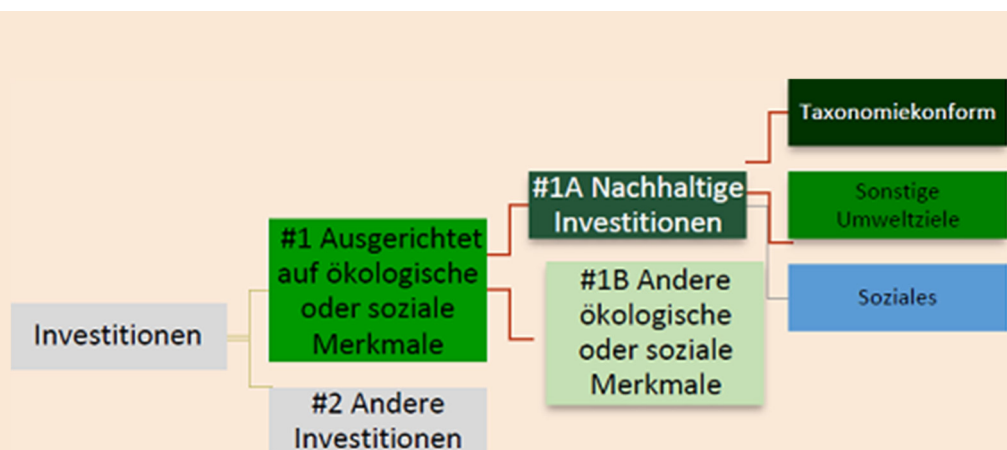 Taxonomiekonform
#1A Nachhaltige
Investitionen
Sonstige
Umweltziele
#1 Ausgerichtet
auf ökologische
oder soziale
Merkmale
#1B Andere
ökologische
oder soziale
Merkmale
Soziales
Investitionen
#2 Andere
Investitionen